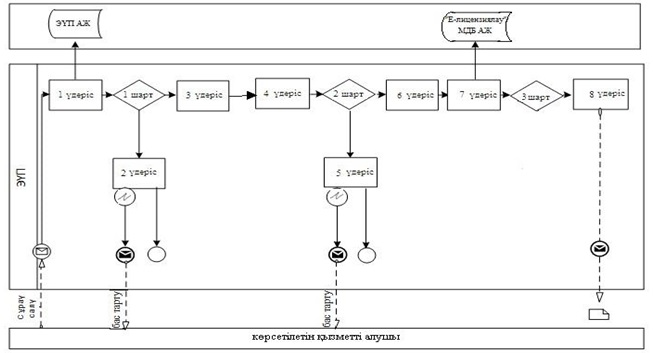 ЭҮП АЖ
"Е-лицензиялау"
МДБ АЖ
1 үдеріс
1 шарт
3 үдеріс
4 үдеріс
2 шарт
6 үдеріс
7 үдеріс
3 шарт
8 үдеріс
2 үдеріс
5 үдеріс
ЭҮП
Сұрау
салу
бас тарту
бас тарту
көрсетілетін қызметті алушы